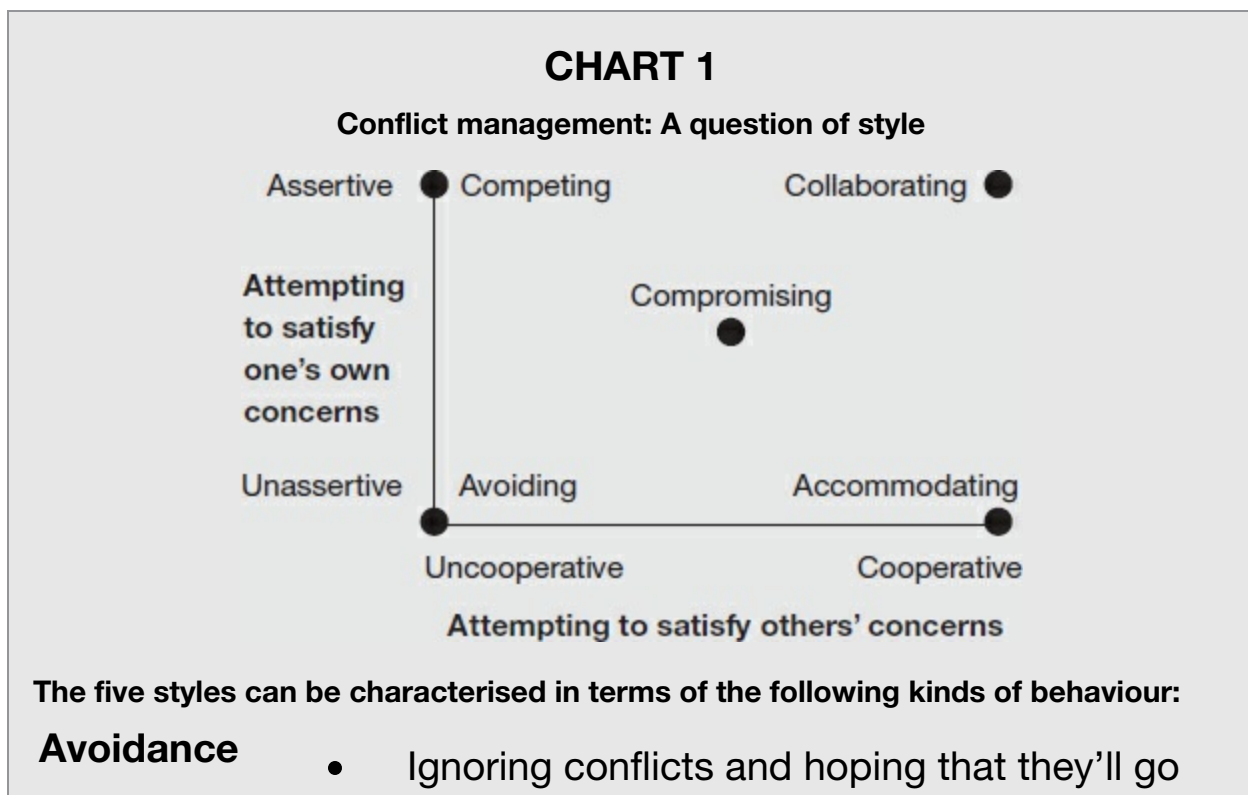 CHART 1
Conflict management: A question of style
Assertive Competing Collaborating
Attempting
to satisfy
one's own
concerns
Compromising
Unassertive Avoiding Accommodating
Uncooperative Cooperative
Attempting to satisfy others' concerns
The five styles can be characterised in terms of the following kinds of behaviour:
Avoidance
• Ignoring conflicts and hoping that they'll go